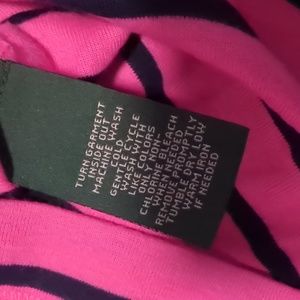 TURN GARMENT
INSIDE OUT
MACHINE WASH
COLD
GENTLE CYCLE
WASH WITH
LIKE COLORS
ONLY NON-
CHLORINE BLEACH
WHEN NEEDED
REMOVE PROMPTLY
TUMBLE DRY LOW
WARM IRON
IF NEEDED